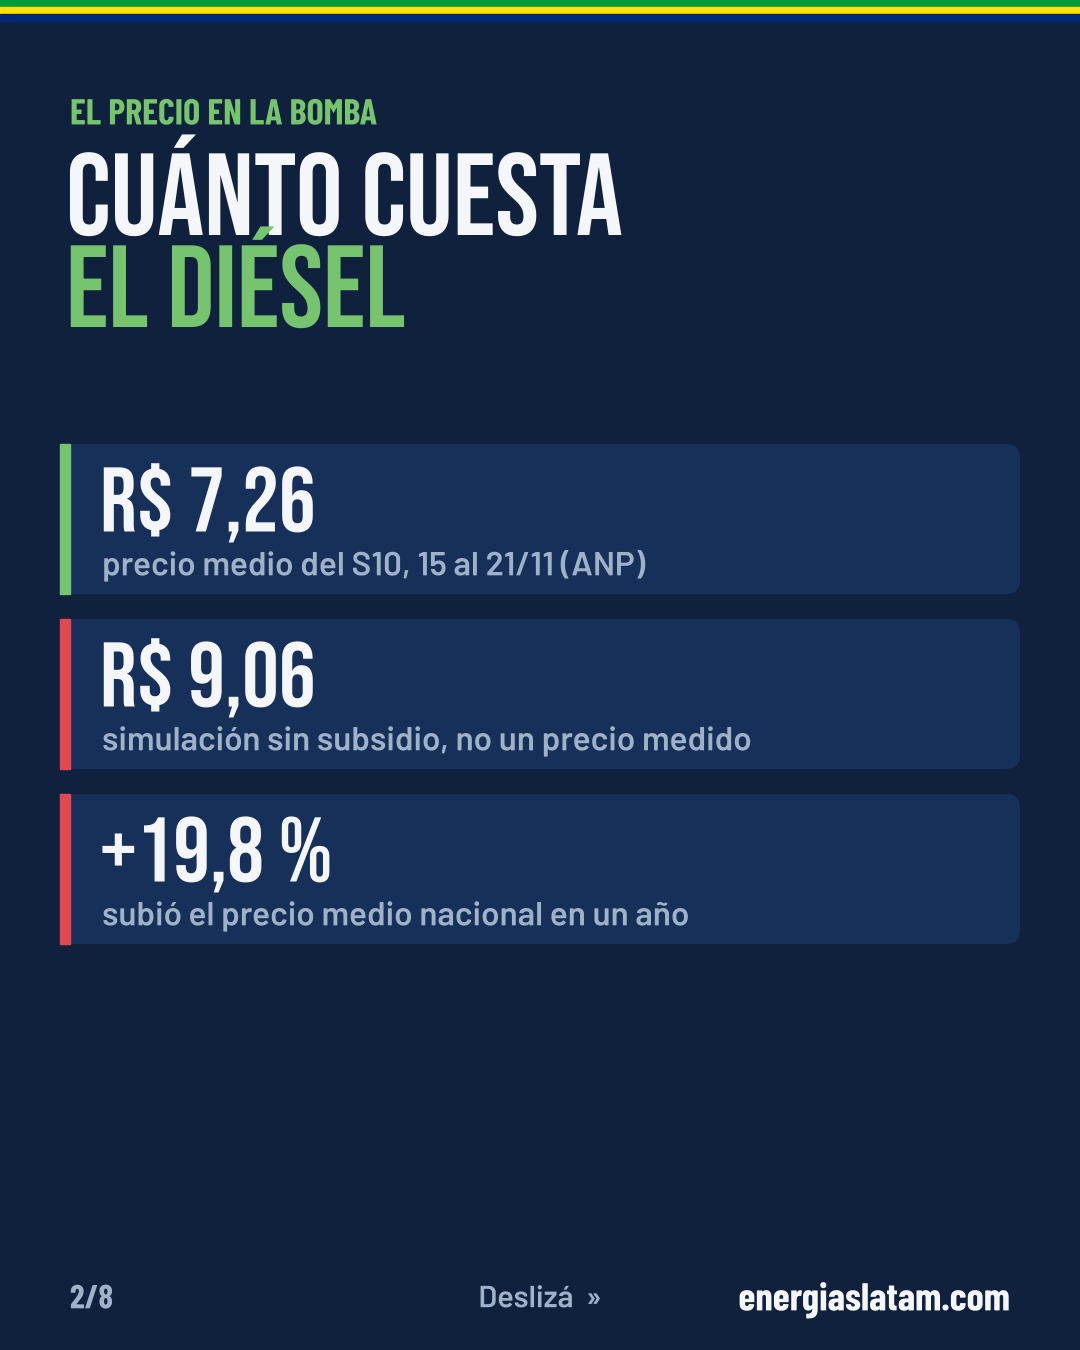 EL PRECIO EN LA BOMBA
CUÁNTO CUESTA
EL DIÉSEL
R$ 7,26
precio medio del S10, 15 al 21/11 (ANP)
R$ 9,06
simulación sin subsidio, no un precio medido
+19,8 %
subió el precio medio nacional en un año
2/8
Deslizá »
energiaslatam.com